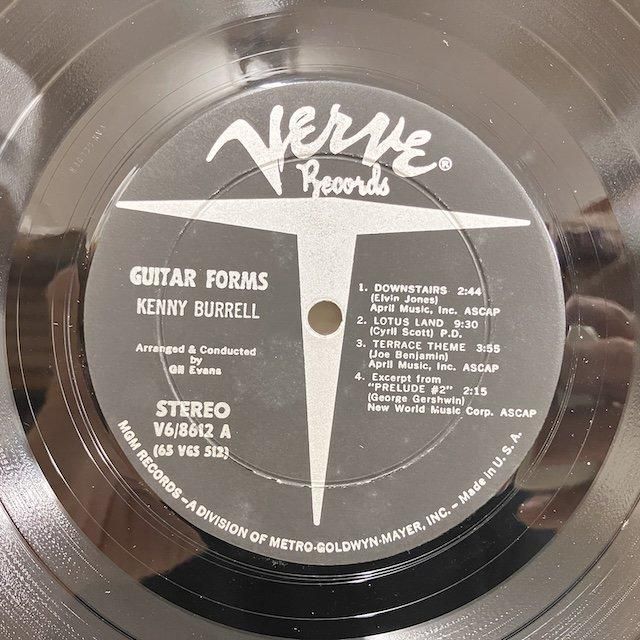 VERVE®
Records
GUITAR FORMS
KENNY BURRELL
Arranged & Conducted
by
Gil Evans
STEREO
V6/8612 A
(65 VGS 512)
1. DOWNSTAIRS 2:44
(Elvin Jones)
April Music, Inc. ASCAP
2. LOTUS LAND 9:30
(Cyril Scott) P.D.
3. TERRACE THEME 3:55
(Joe Benjamin)
April Music, Inc. ASCAP
4. Excerpt from
"PRELUDE #2" 2:15
(George Gershwin)
New World Music Corp. ASCAP
MGM RECORDS—A DIVISION OF METRO-GOLDWYN-MAYER, INC.—Made in U.S.A.